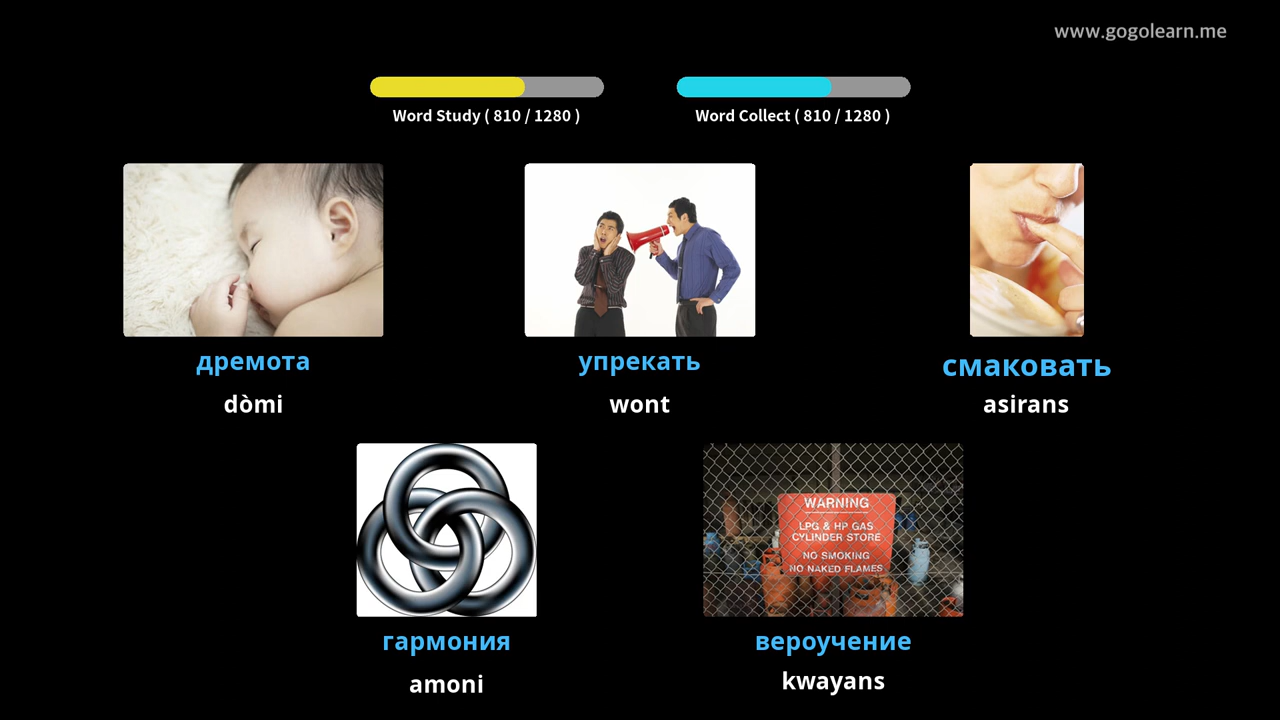 www.gogolearn.me
Word Study ( 810 / 1280 )
Word Collect ( 810 / 1280 )
дремота
dòmi
упрекать
wont
смаковать
asirans
WARNING
LPG & HP GAS
CYLINDER STORE
NO SMOKING
NO NAKED FLAMES
гармония
amoni
вероучение
kwayans